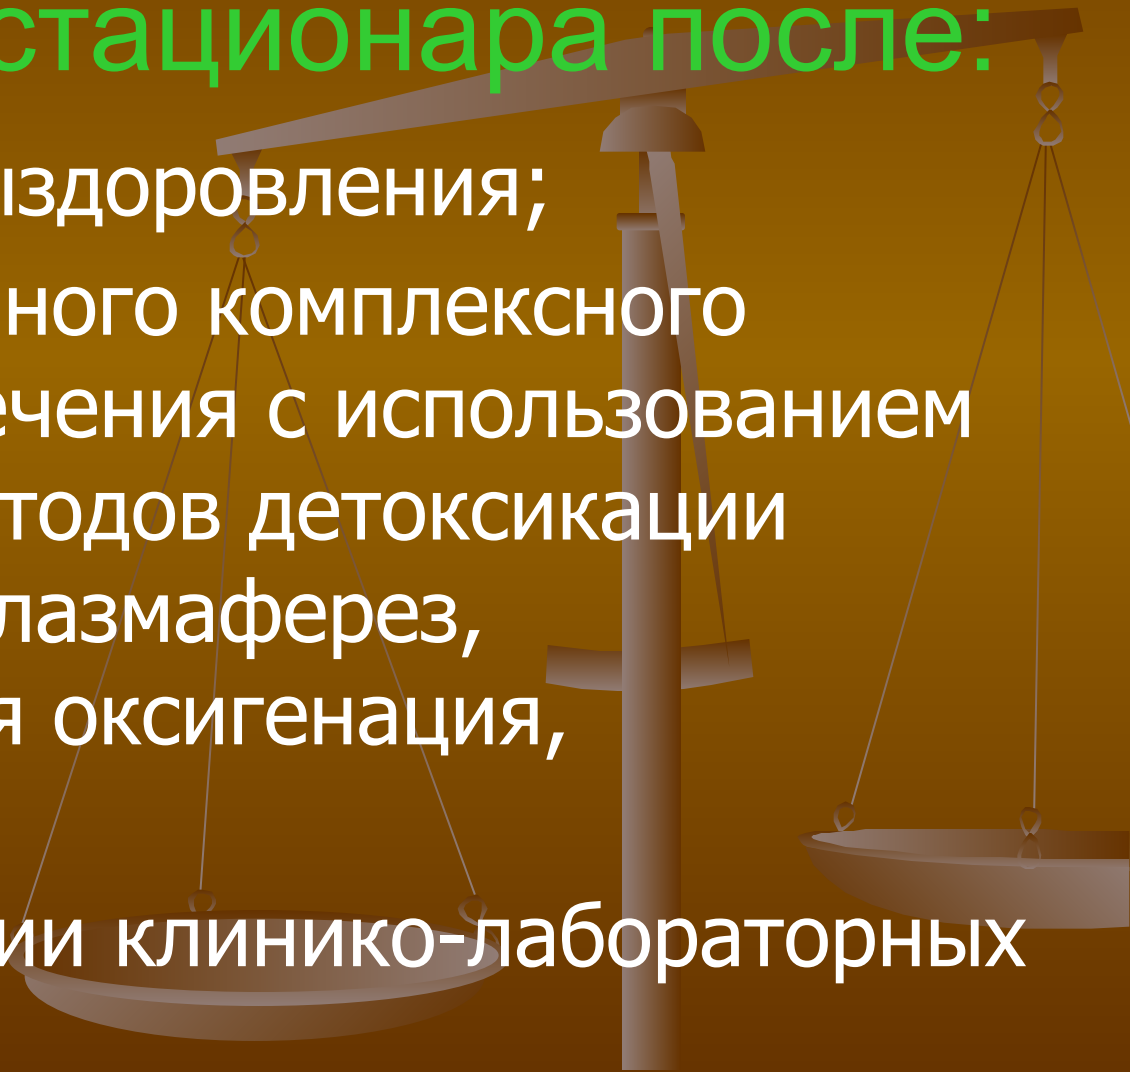 стационара после:
ыздоровления;
ного комплексного
ечения с использованием
тодов детоксикации
лазмаферез,
я оксигенация,
ии клинико-лабораторных